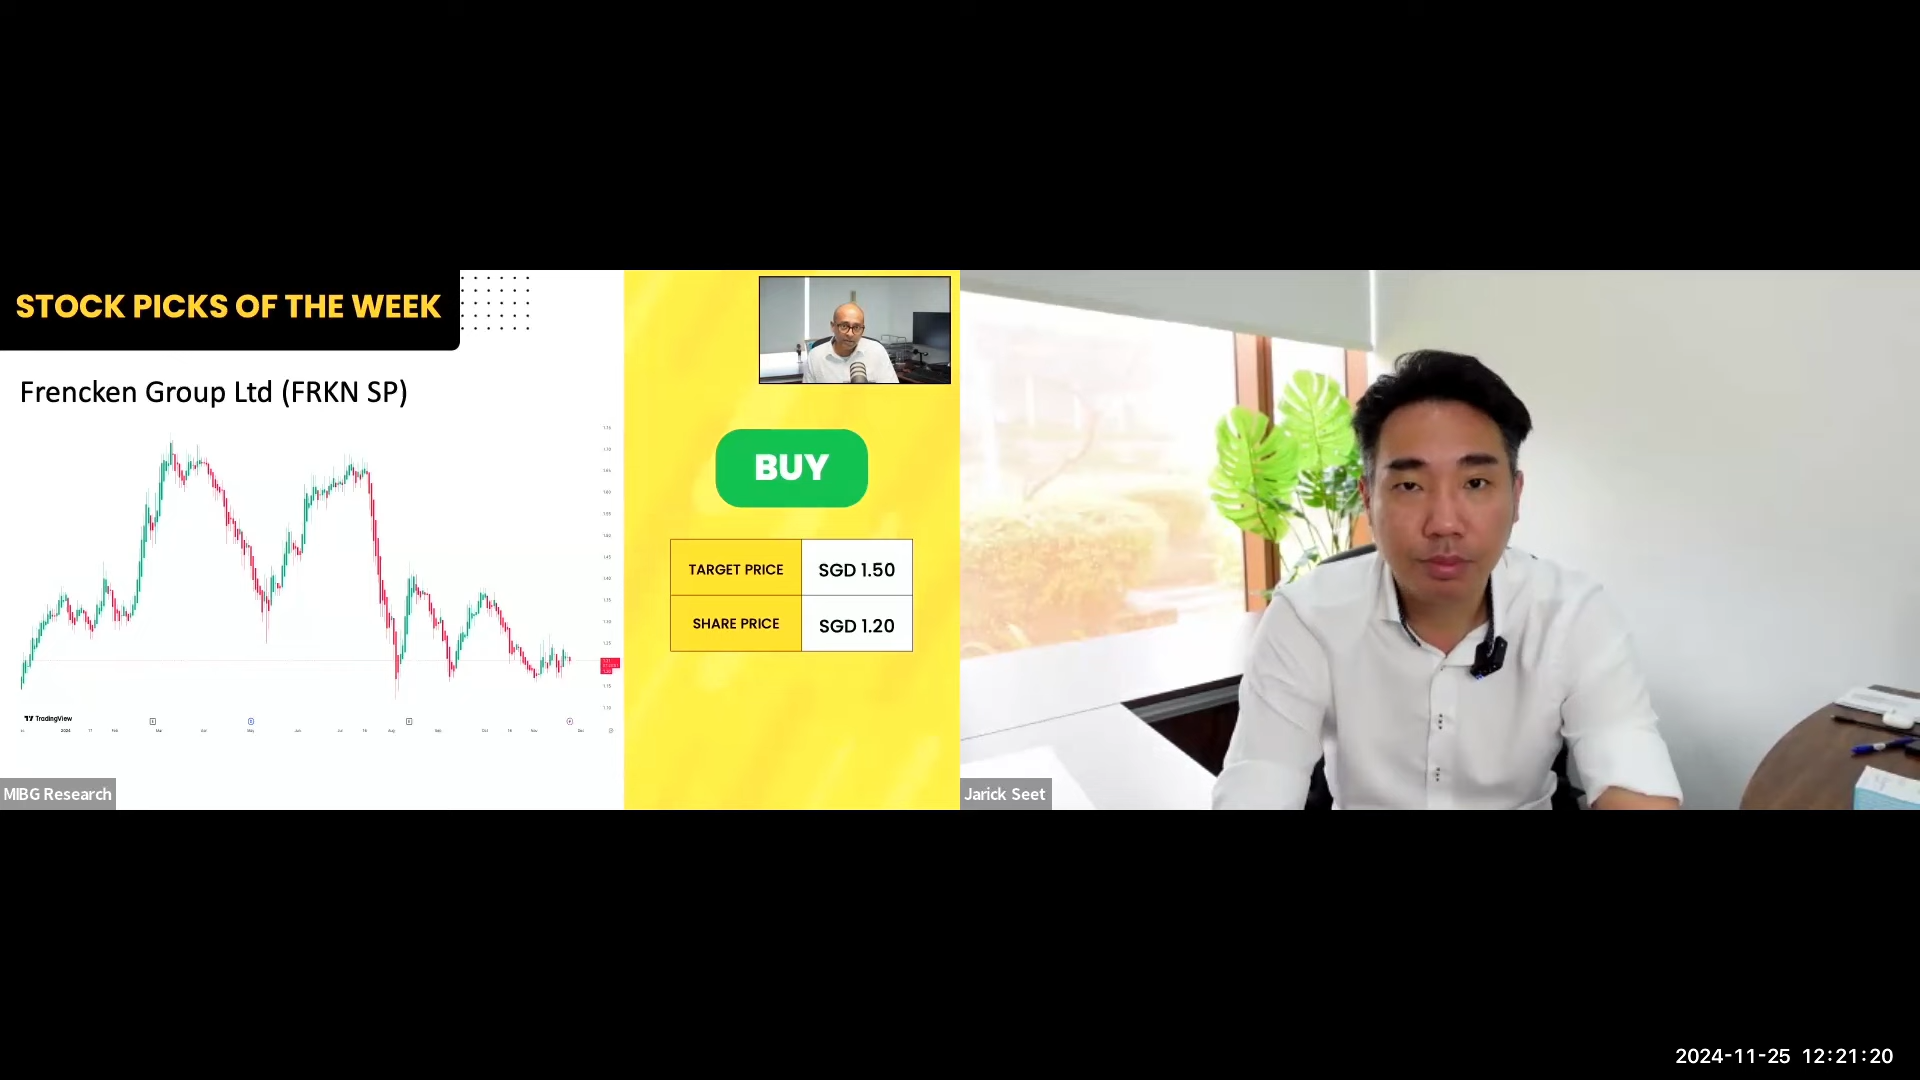 STOCK PICKS OF THE WEEK
Frencken Group Ltd (FRKN SP)
BUY
TARGET PRICE SGD 1.50
SHARE PRICE SGD 1.20
TradingView
MIBG Research
Jarick Seet
2024-11-25 12:21:20